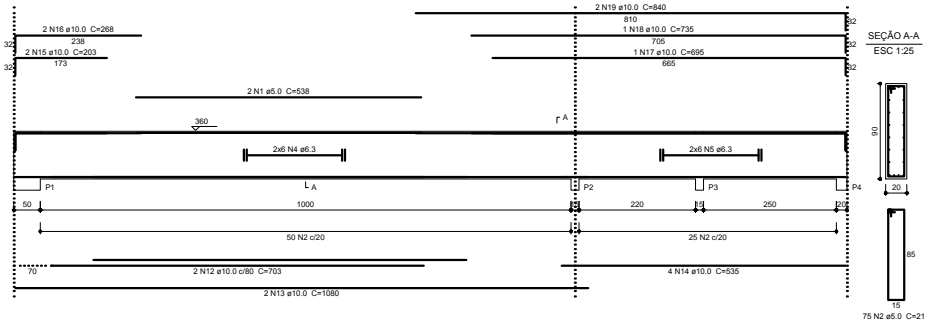 2 N19 ø10.0 C=840
810
32
2 N16 ø10.0 C=268
238
32
1 N18 ø10.0 C=735
705
32
2 N15 ø10.0 C=203
173
32
1 N17 ø10.0 C=695
665
32
SEÇÃO A-A
ESC 1:25
2 N1 ø5.0 C=538
360
A
2x6 N4 ø6.3
2x6 N5 ø6.3
90
20
P1
A
P2
P3
P4
50
1000
15
220
15
250
20
50 N2 c/20
25 N2 c/20
70
2 N12 ø10.0 c/80 C=703
4 N14 ø10.0 C=535
2 N13 ø10.0 C=1080
85
15
75 N2 ø5.0 C=21